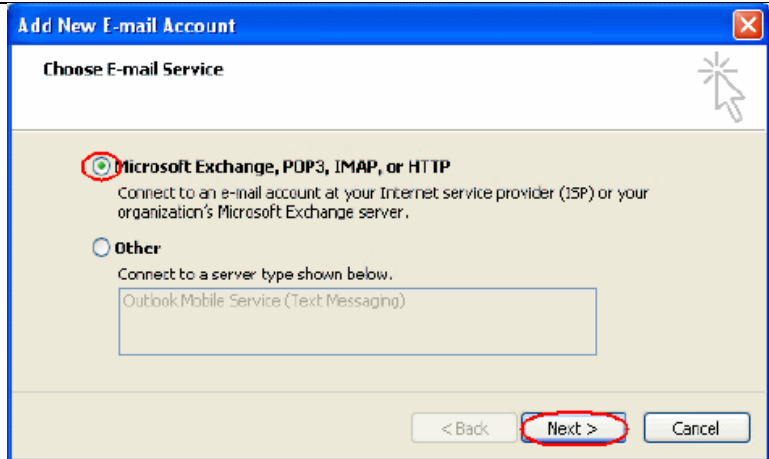 Add New E-mail Account
Choose E-mail Service
Microsoft Exchange, POP3, IMAP, or HTTP
Connect to an e-mail account at your Internet service provider (ISP) or your
organization's Microsoft Exchange server.
Other
Connect to a server type shown below.
Outlook Mobile Service (Text Messaging)
< Back Next > Cancel